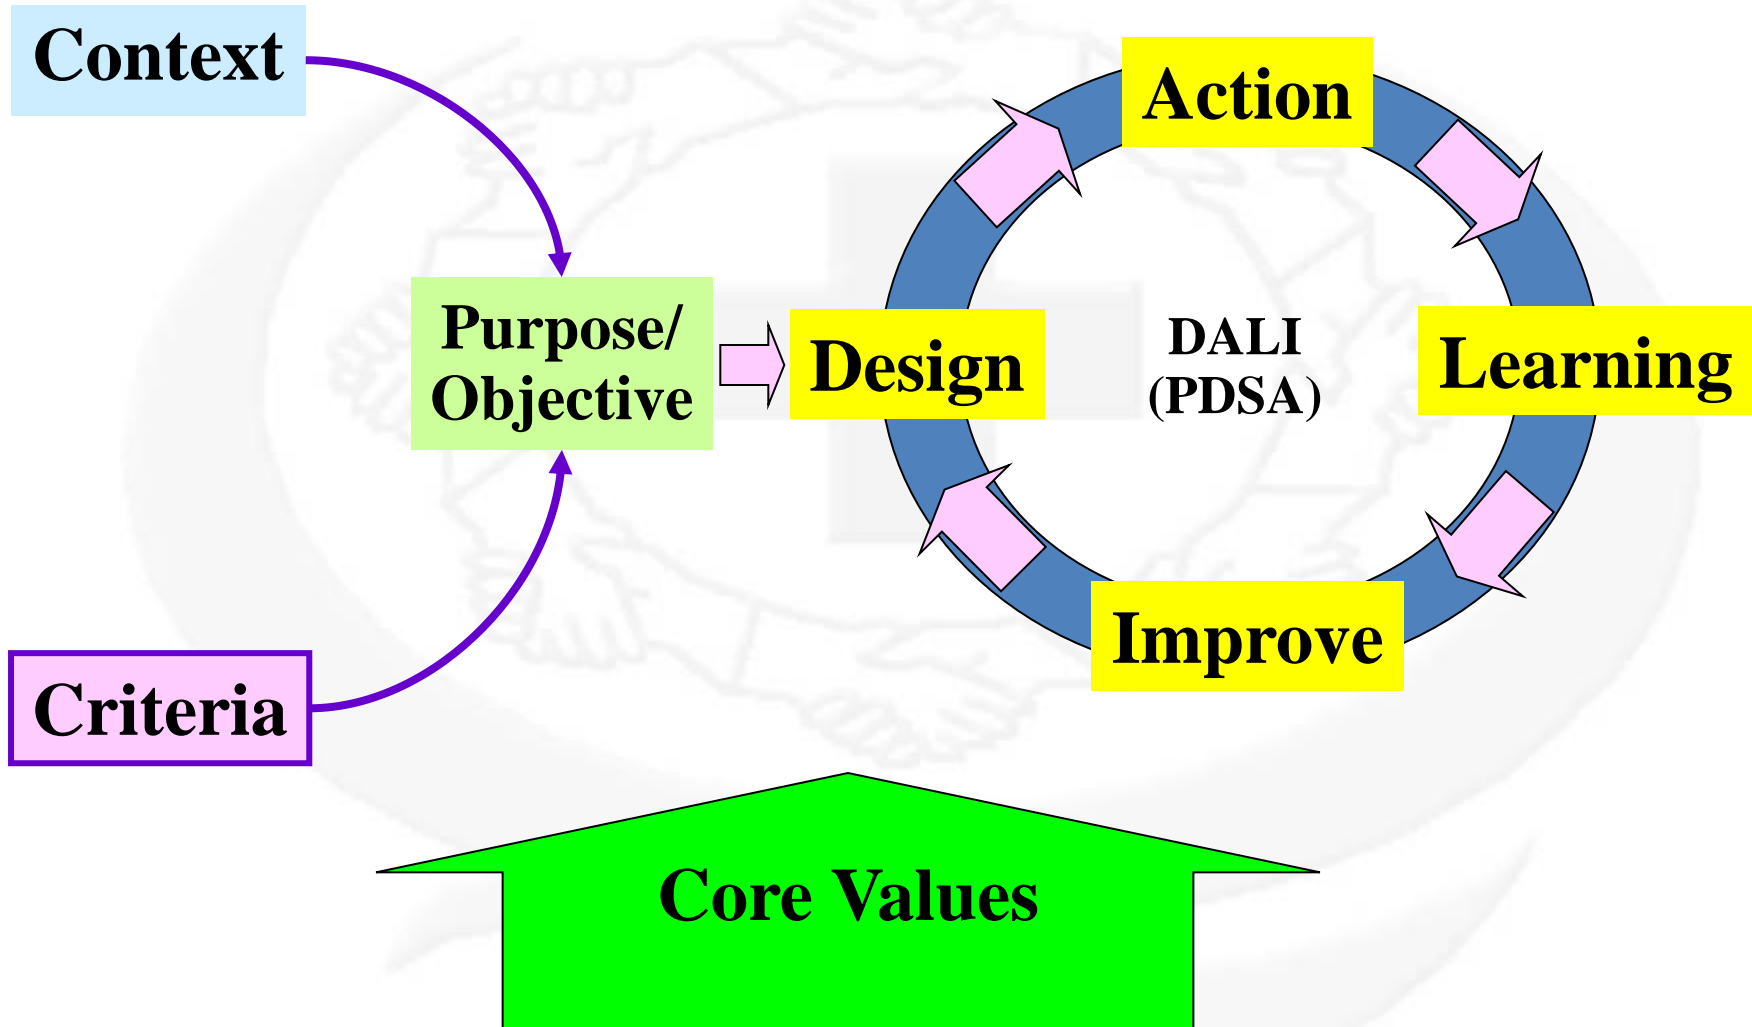 Context
Criteria
Purpose/
Objective
Design
Action
Learning
Improve
DALI
(PDSA)
Core Values